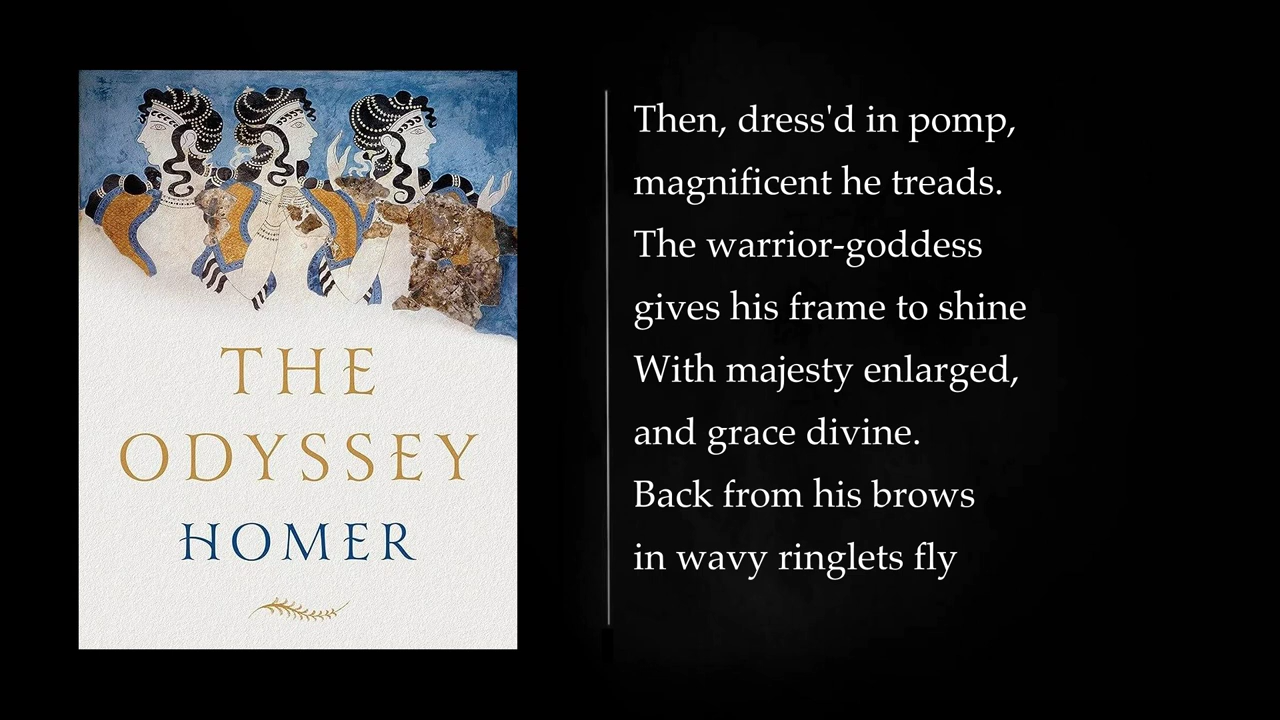 THE
ODYSSEY
HOMER
Then, dress'd in pomp,
magnificent he treads.
The warrior-goddess
gives his frame to shine
With majesty enlarged,
and grace divine.
Back from his brows
in wavy ringlets fly